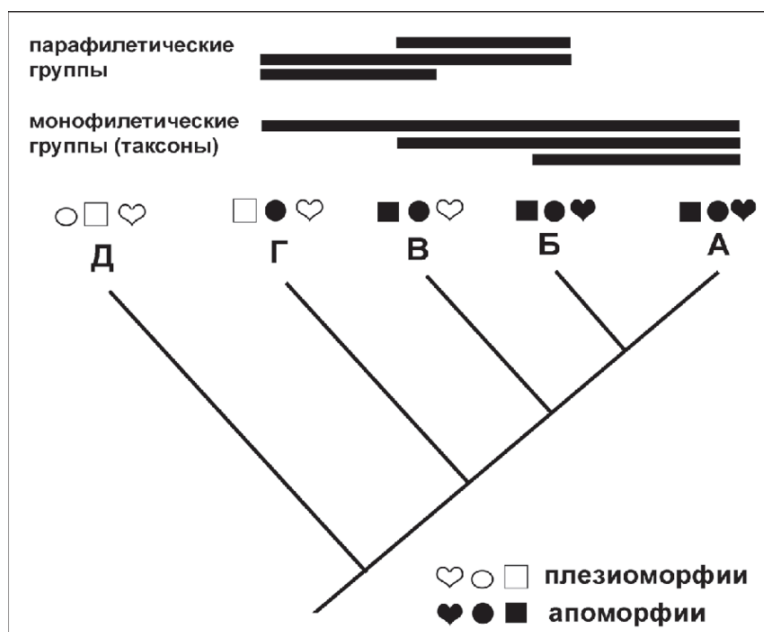 парафилетические
группы
монофилетические
группы (таксоны)
Д Г В Б А
плезиоморфии
апоморфии